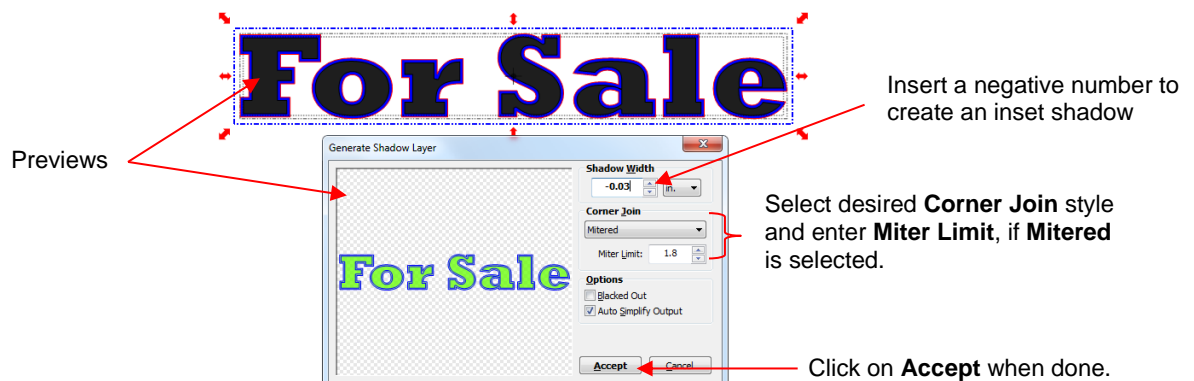 For Sale
Insert a negative number to
create an inset shadow
Previews
Generate Shadow Layer
Shadow Width
-0.03
in.
Corner Join
Mitered
Miter Limit: 1.8
Select desired Corner Join style
and enter Miter Limit, if Mitered
is selected.
For Sale
Options
Blacked Out
Auto Simplify Output
Accept Cancel
Click on Accept when done.